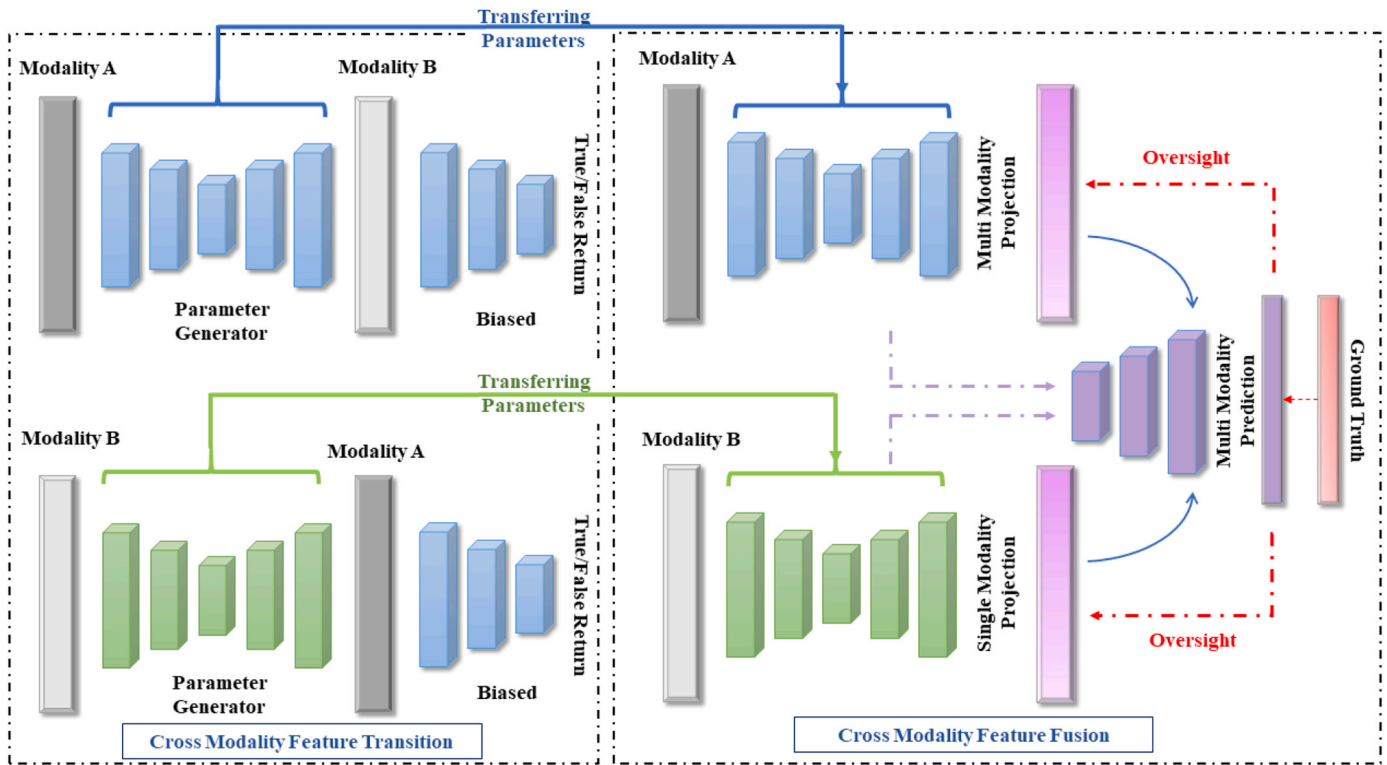 Transferring
Parameters
Modality A
Modality B
True/False Return
Parameter
Generator
Biased
Transferring
Parameters
Modality B
Modality A
True/False Return
Parameter
Generator
Biased
Cross Modality Feature Transition
Modality A
Multi Modality
Projection
Oversight
Multi Modality
Prediction
Ground Truth
Modality B
Single Modality
Projection
Oversight
Cross Modality Feature Fusion